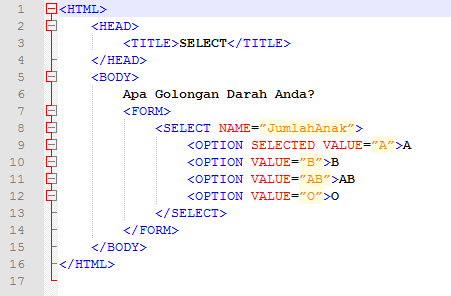 1 <HTML>
2 <HEAD>
3 <TITLE>SELECT</TITLE>
4 </HEAD>
5 <BODY>
6 Apa Golongan Darah Anda?
7 <FORM>
8 <SELECT NAME=”JumlahAnak”>
9 <OPTION SELECTED VALUE=”A”>A
10 <OPTION VALUE=”B”>B
11 <OPTION VALUE=”AB”>AB
12 <OPTION VALUE=”O”>O
13 </SELECT>
14 </FORM>
15 </BODY>
16 </HTML>
17